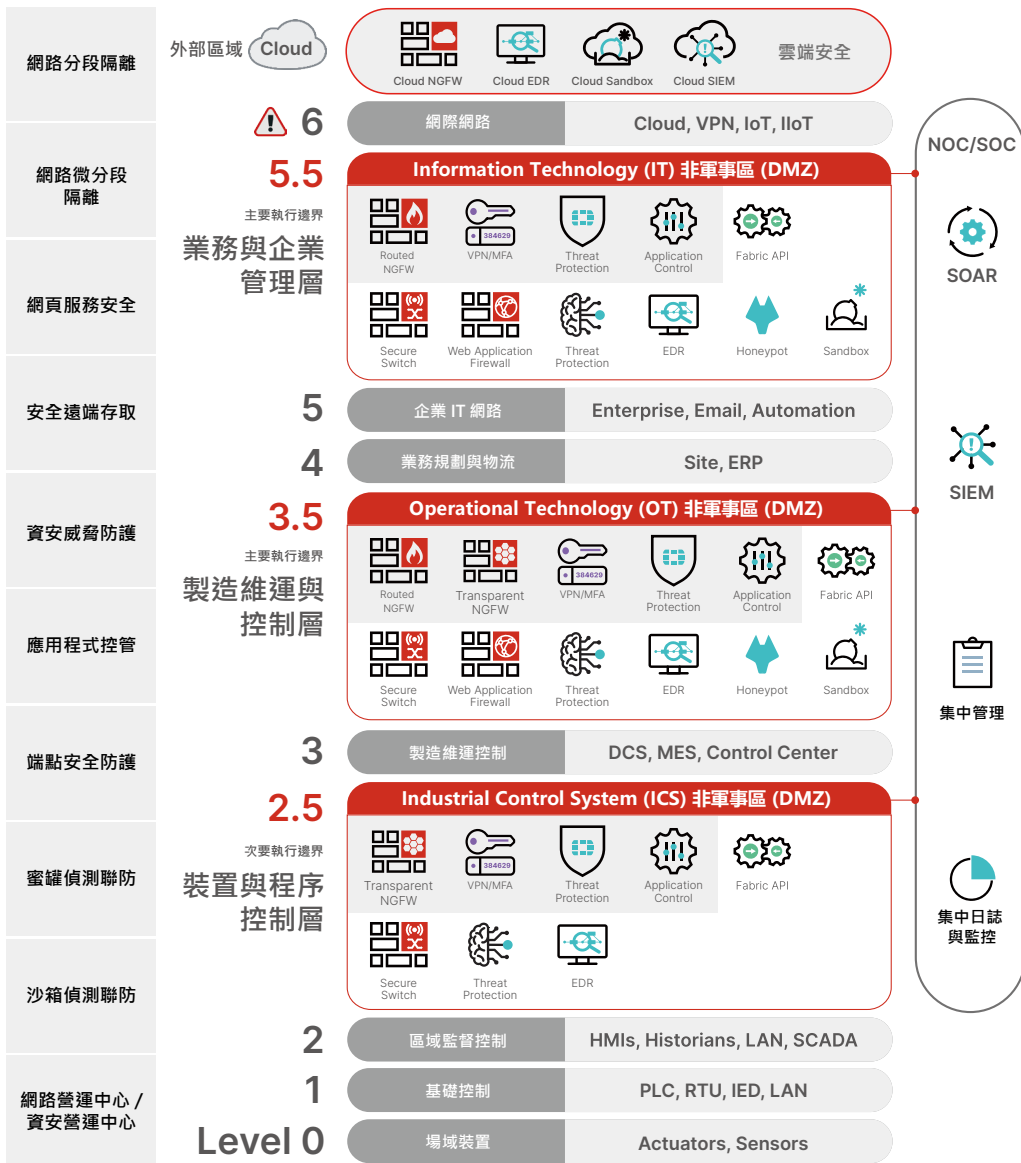 網路分段隔離
網路微分段
隔離
網頁服務安全
安全遠端存取
資安威脅防護
應用程式控管
端點安全防護
蜜罐偵測聯防
沙箱偵測聯防
網路營運中心 /
資安營運中心
外部區域
Cloud
Cloud NGFW
Cloud EDR
Cloud Sandbox
Cloud SIEM
雲端安全
6
網際網路
Cloud, VPN, IoT, IIoT
5.5
主要執行邊界
業務與企業
管理層
Information Technology (IT) 非軍事區 (DMZ)
Routed
NGFW
384629
VPN/MFA
Threat
Protection
Application
Control
Fabric API
Secure
Switch
Web Application
Firewall
Threat
Protection
EDR
Honeypot
Sandbox
5
企業 IT 網路
Enterprise, Email, Automation
4
業務規劃與物流
Site, ERP
3.5
主要執行邊界
製造維運與
控制層
Operational Technology (OT) 非軍事區 (DMZ)
Routed
NGFW
Transparent
NGFW
384629
VPN/MFA
Threat
Protection
Application
Control
Fabric API
Secure
Switch
Web Application
Firewall
Threat
Protection
EDR
Honeypot
Sandbox
3
製造維運控制
DCS, MES, Control Center
2.5
次要執行邊界
裝置與程序
控制層
Industrial Control System (ICS) 非軍事區 (DMZ)
Transparent
NGFW
384629
VPN/MFA
Threat
Protection
Application
Control
Fabric API
Secure
Switch
Threat
Protection
EDR
2
區域監督控制
HMIs, Historians, LAN, SCADA
1
基礎控制
PLC, RTU, IED, LAN
Level 0
場域裝置
Actuators, Sensors
NOC/SOC
SOAR
SIEM
集中管理
集中日誌
與監控